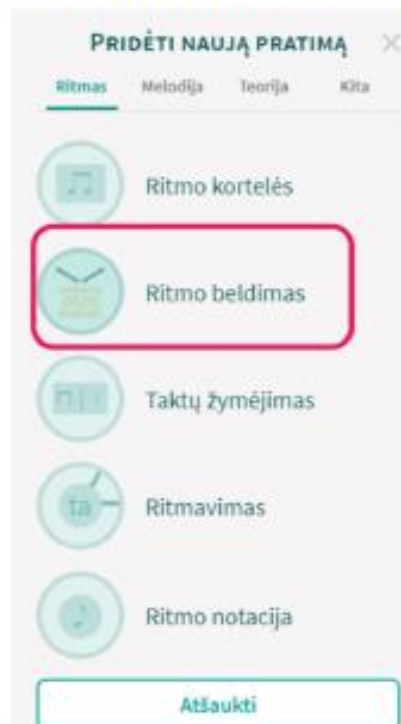 PRIDĖTI NAUJĄ PRATIMĄ
Ritmas Melodija Teorija Kita
Ritmo kortelės
Ritmo beldimas
Taktų žymėjimas
ta
Ritmavimas
Ritmo notacija
Atšaukti